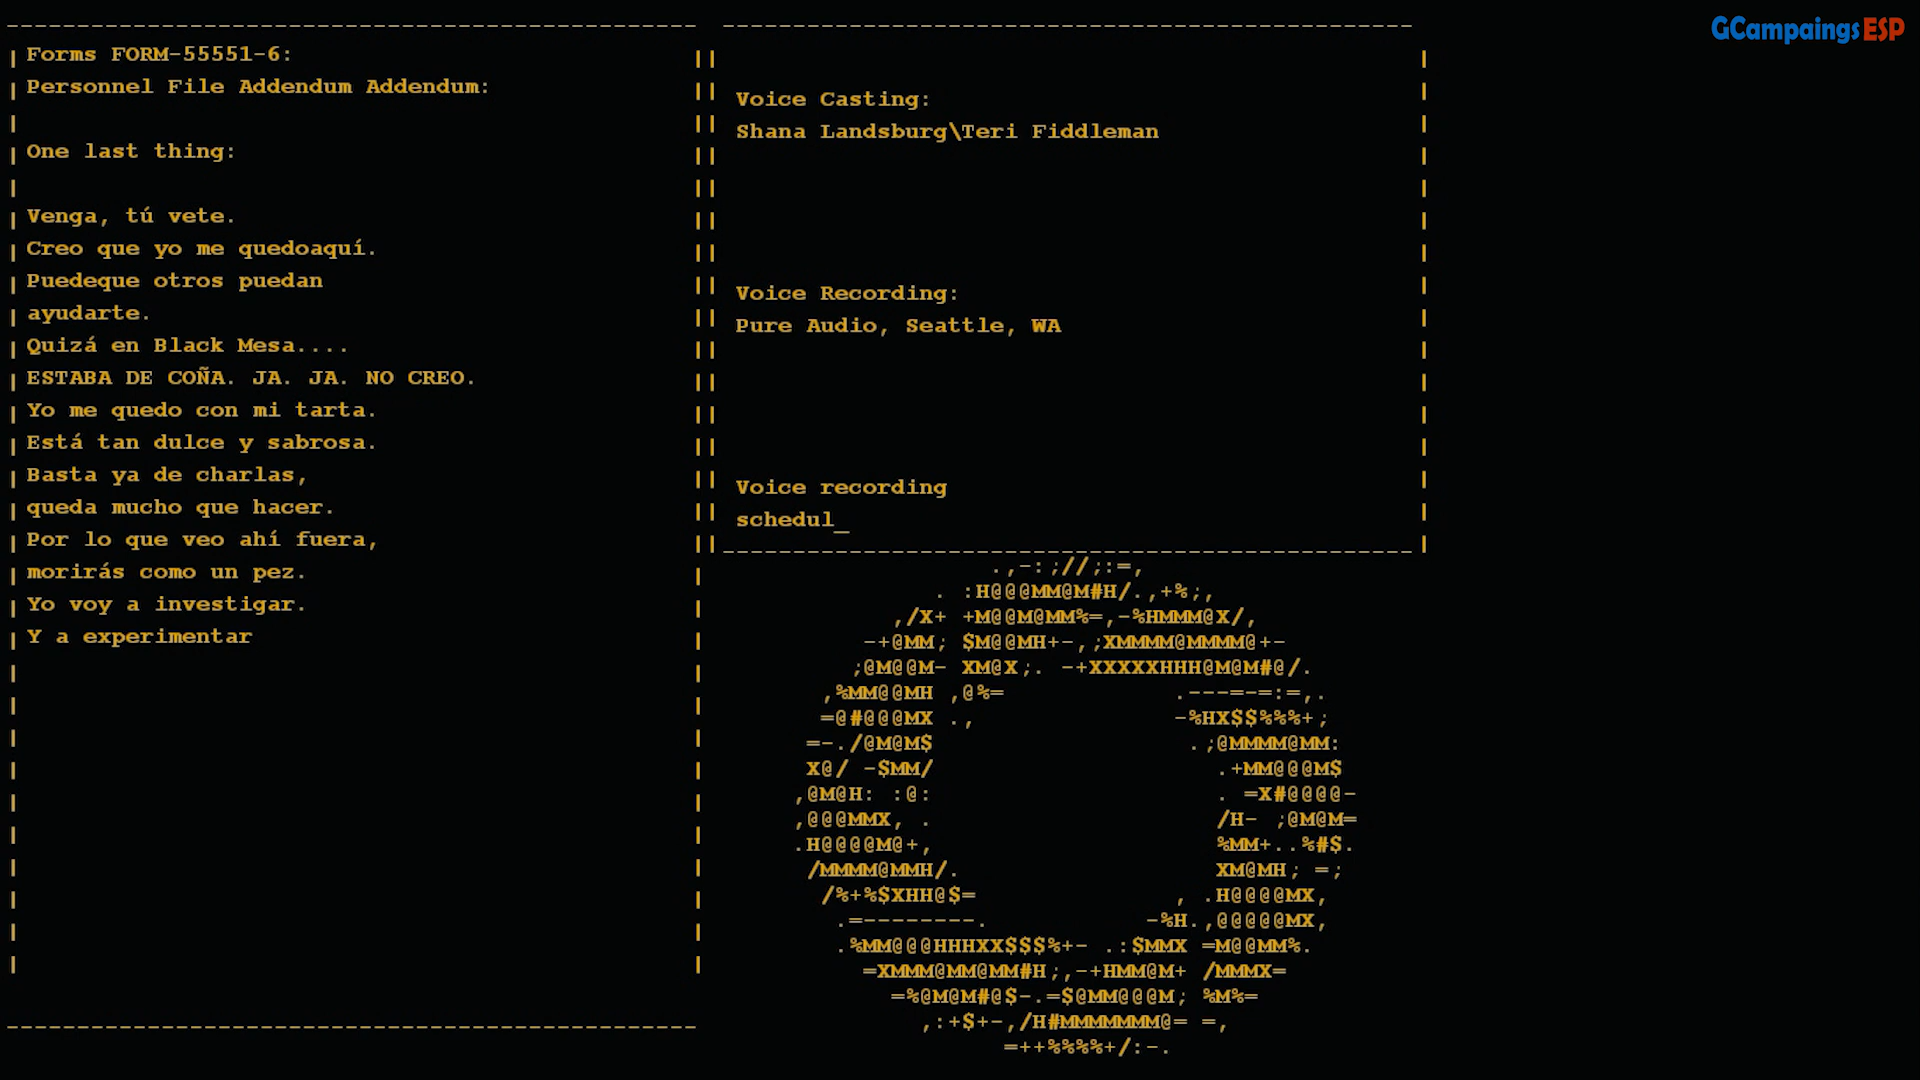 Forms FORM-55551-6:
Personnel File Addendum Addendum:
One last thing:
Venga, tú vete.
Creo que yo me quedoaquí.
Puedeque otros puedan
ayudarte.
Quizá en Black Mesa....
ESTABA DE COÑA. JA. JA. NO CREO.
Yo me quedo con mi tarta.
Está tan dulce y sabrosa.
Basta ya de charlas,
queda mucho que hacer.
Por lo que veo ahí fuera,
morirás como un pez.
Yo voy a investigar.
Y a experimentar
Voice Casting:
Shana Landsburg\Teri Fiddleman
Voice Recording:
Pure Audio, Seattle, WA
Voice recording
schedul_
GCampaings ESP